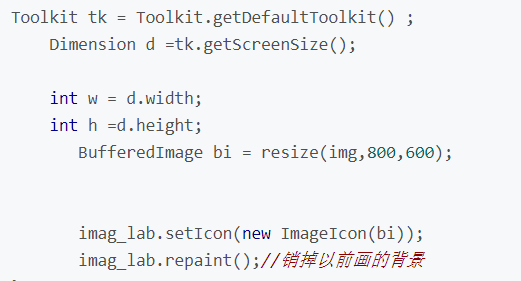 Toolkit tk = Toolkit.getDefaultToolkit() ;
Dimension d =tk.getScreenSize();
int w = d.width;
int h =d.height;
BufferedImage bi = resize(img,800,600);
imag_lab.setIcon(new ImageIcon(bi));
imag_lab.repaint();//销掉以前画的背景